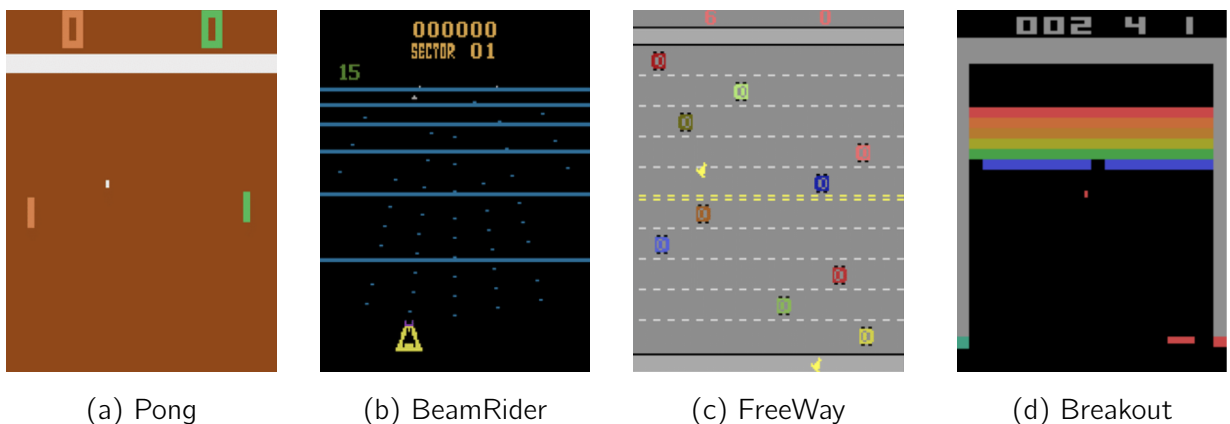 0 0
000000
SECTOR 01
15
6 0
002 4 1
(a) Pong
(b) BeamRider
(c) FreeWay
(d) Breakout